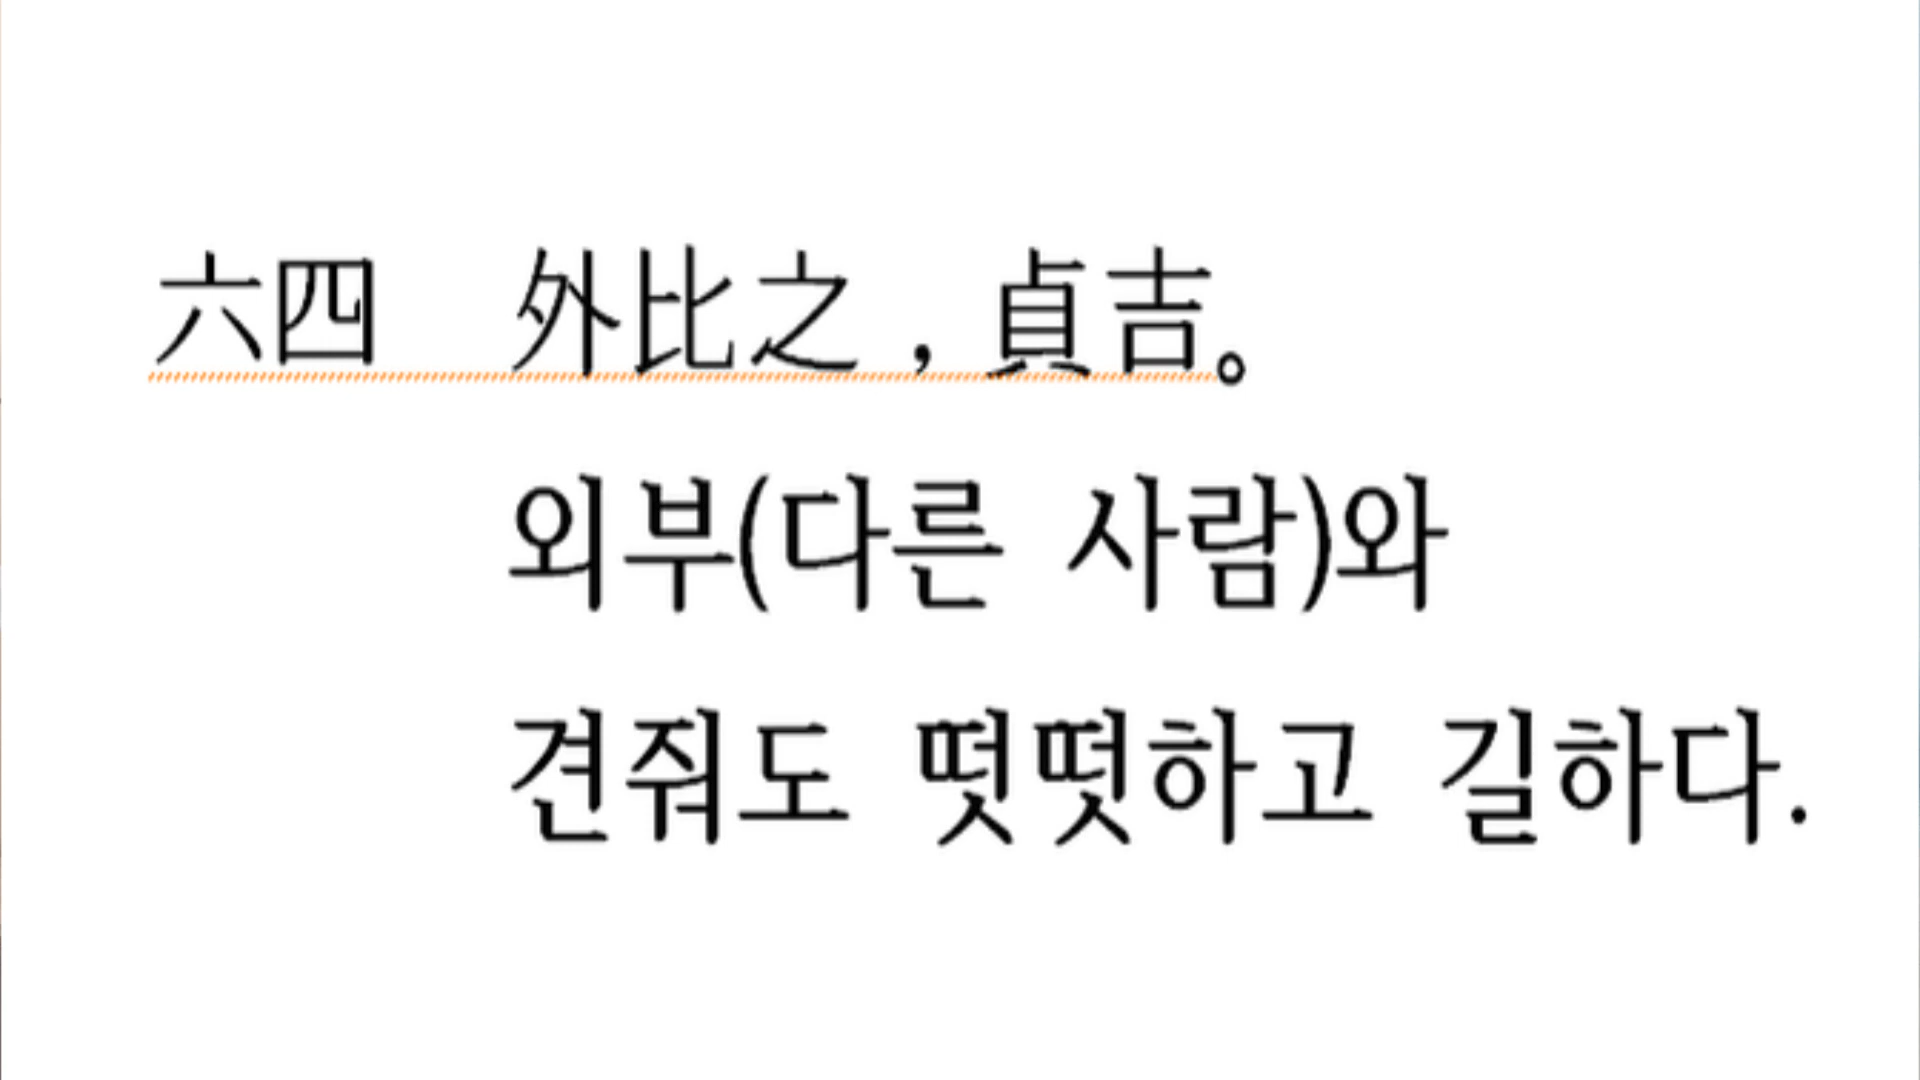 六四 外比之, 貞吉。
외부(다른 사람)와
견줘도 떳떳하고 길하다.